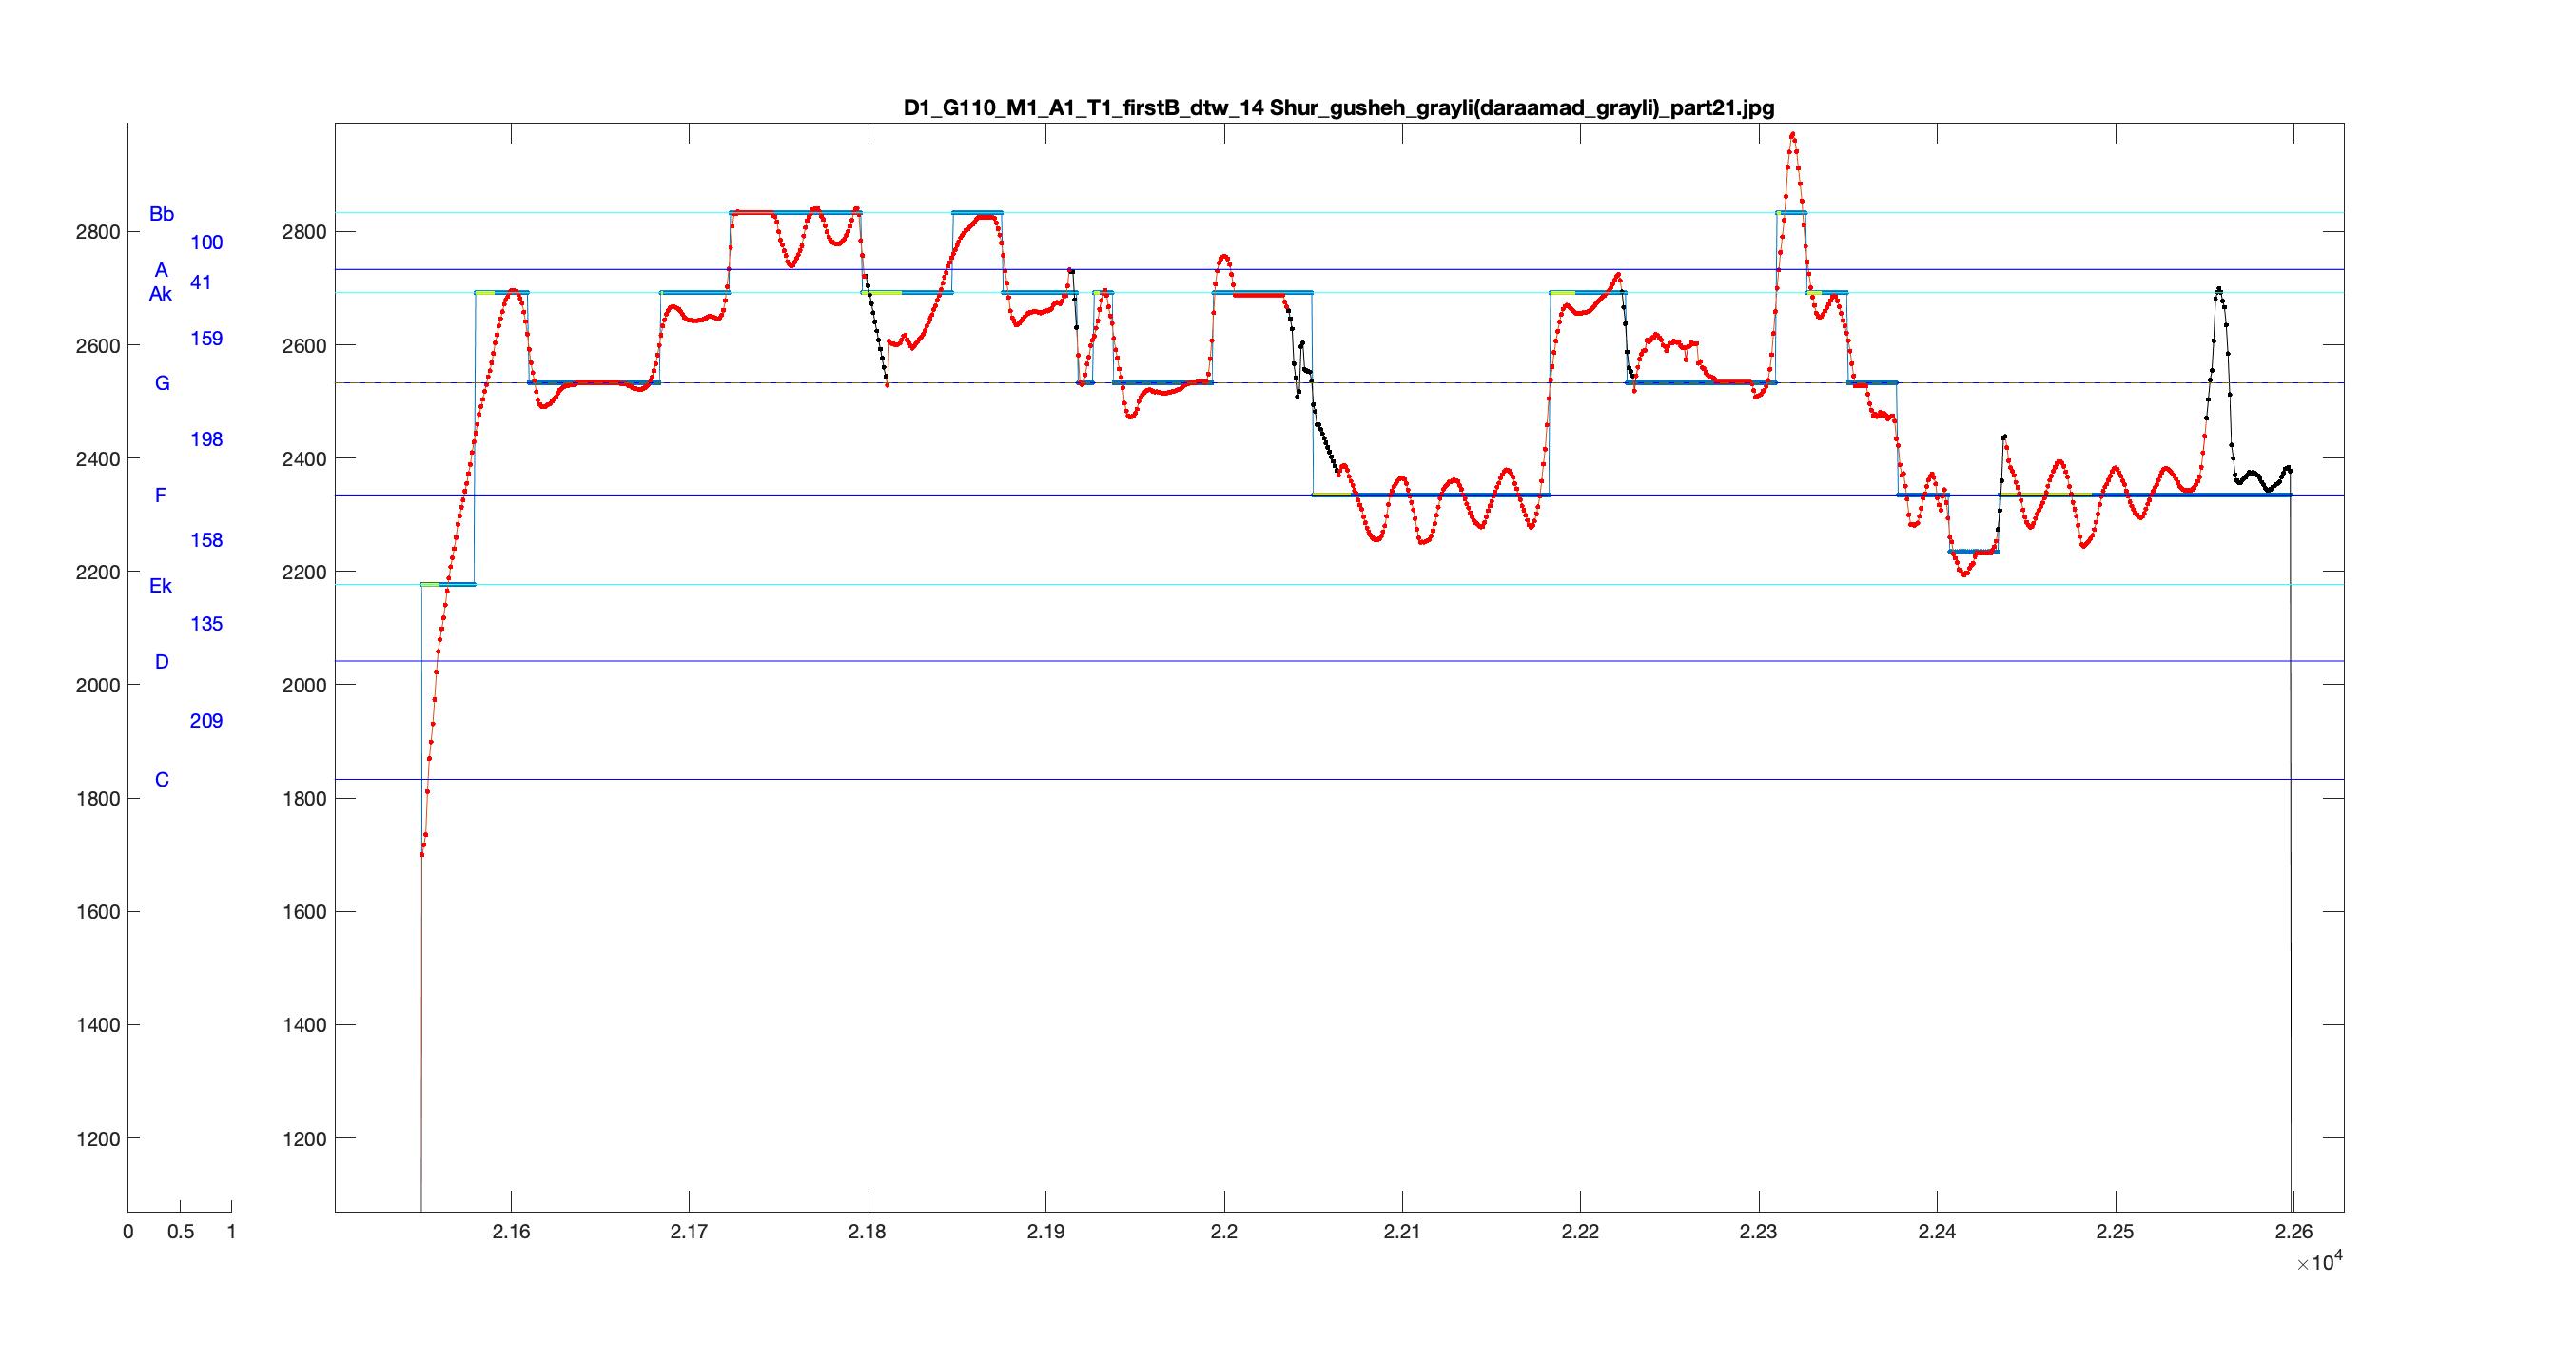 D1_G110_M1_A1_T1_firstB_dtw_14 Shur_gusheh_grayli(daraamad_grayli)_part21.jpg
Bb
2800 2800
100
A
41
Ak
159
2600 2600
G
198
2400 2400
F
158
2200 2200
Ek
135
D
2000 2000
209
C
1800 1800
1600 1600
1400 1400
1200 1200
0 0.5 1 2.16 2.17 2.18 2.19 2.2 2.21 2.22 2.23 2.24 2.25 2.26
×10⁴